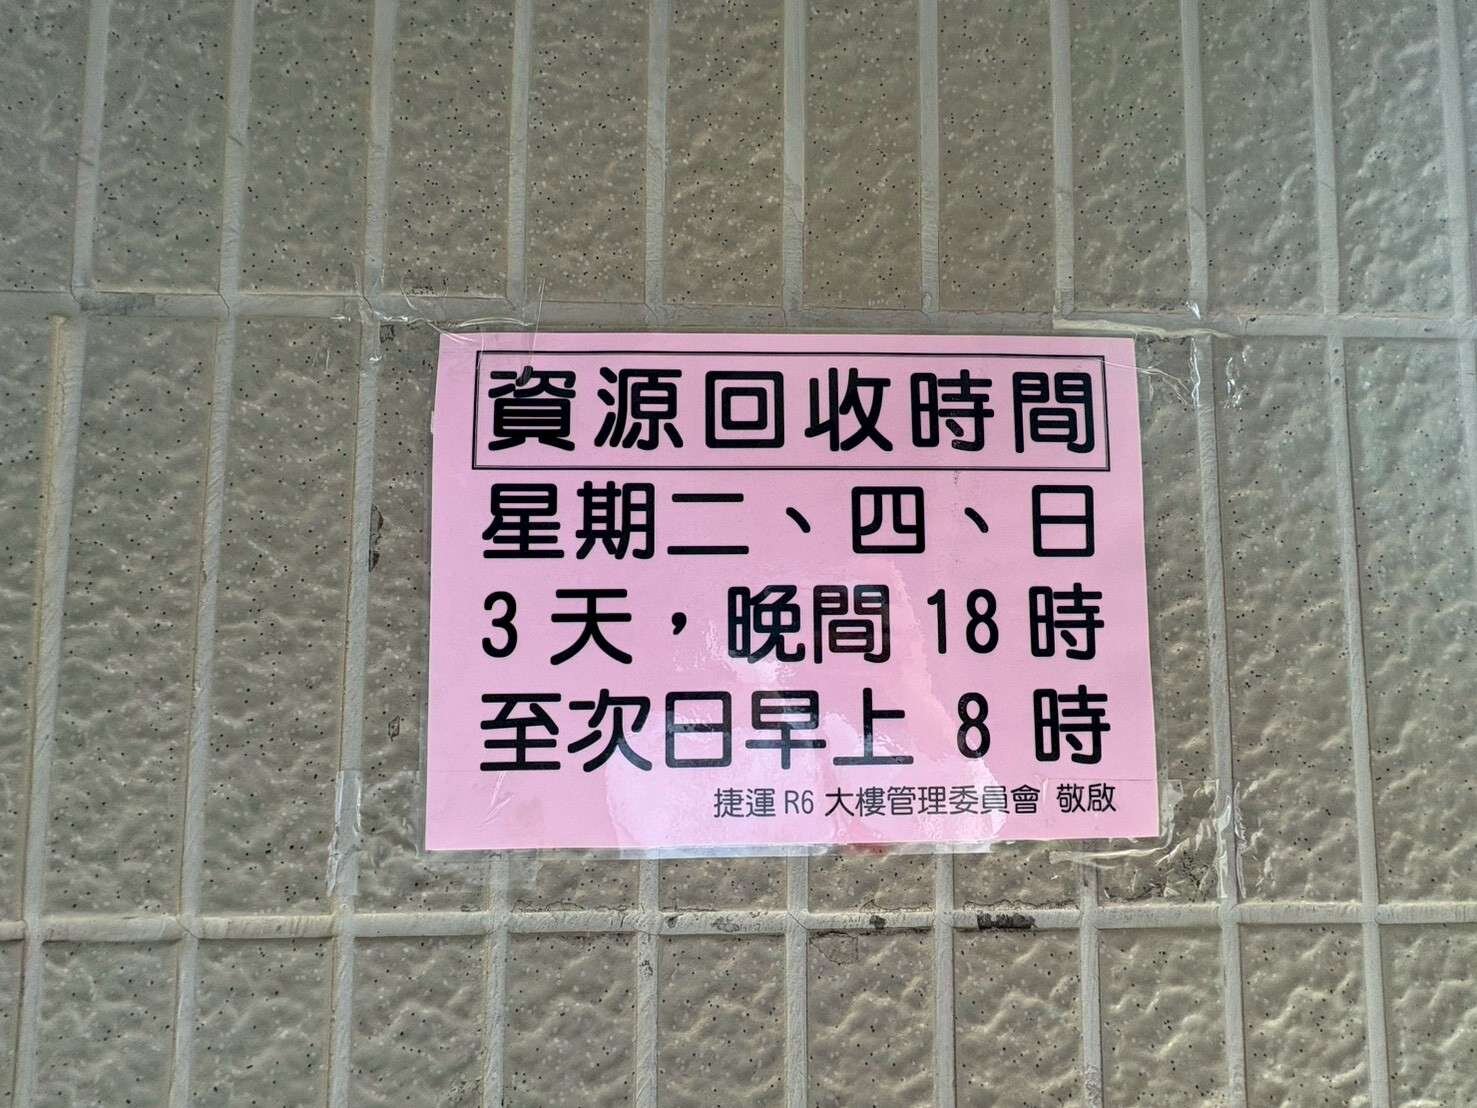 資源回收時間
星期二、四、日
3天，晚間18時
至次日早上8時
捷運R6大樓管理委員會 敬啟